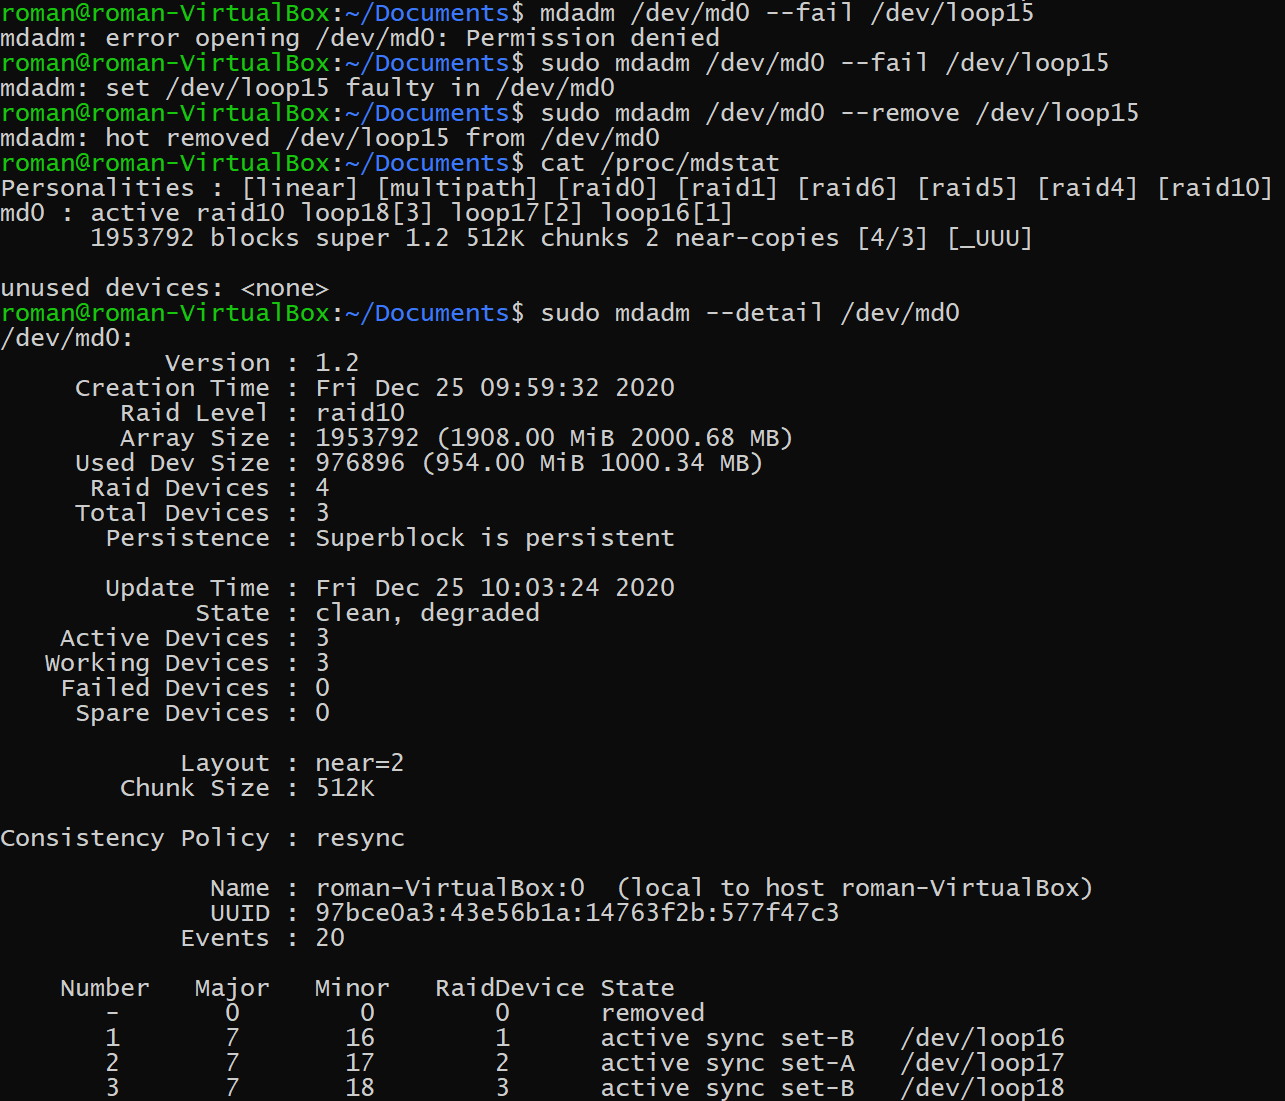 roman@roman-VirtualBox:~/Documents$ mdadm /dev/md0 --fail /dev/loop15
mdadm: error opening /dev/md0: Permission denied
roman@roman-VirtualBox:~/Documents$ sudo mdadm /dev/md0 --fail /dev/loop15
mdadm: set /dev/loop15 faulty in /dev/md0
roman@roman-VirtualBox:~/Documents$ sudo mdadm /dev/md0 --remove /dev/loop15
mdadm: hot removed /dev/loop15 from /dev/md0
roman@roman-VirtualBox:~/Documents$ cat /proc/mdstat
Personalities : [linear] [multipath] [raid0] [raid1] [raid6] [raid5] [raid4] [raid10]
md0 : active raid10 loop18[3] loop17[2] loop16[1]
      1953792 blocks super 1.2 512K chunks 2 near-copies [4/3] [_UUU]

unused devices: <none>
roman@roman-VirtualBox:~/Documents$ sudo mdadm --detail /dev/md0
/dev/md0:
           Version : 1.2
     Creation Time : Fri Dec 25 09:59:32 2020
        Raid Level : raid10
        Array Size : 1953792 (1908.00 MiB 2000.68 MB)
     Used Dev Size : 976896 (954.00 MiB 1000.34 MB)
      Raid Devices : 4
     Total Devices : 3
       Persistence : Superblock is persistent

       Update Time : Fri Dec 25 10:03:24 2020
             State : clean, degraded
    Active Devices : 3
   Working Devices : 3
    Failed Devices : 0
     Spare Devices : 0

            Layout : near=2
        Chunk Size : 512K

Consistency Policy : resync

              Name : roman-VirtualBox:0  (local to host roman-VirtualBox)
              UUID : 97bce0a3:43e56b1a:14763f2b:577f47c3
            Events : 20

    Number   Major   Minor   RaidDevice State
       -       0        0        0      removed
       1       7       16        1      active sync set-B   /dev/loop16
       2       7       17        2      active sync set-A   /dev/loop17
       3       7       18        3      active sync set-B   /dev/loop18